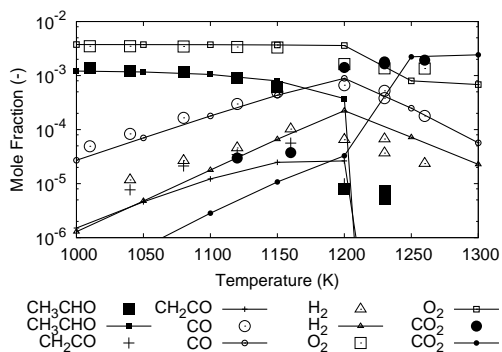 10⁻²
10⁻³
10⁻⁴
10⁻⁵
10⁻⁶
Mole Fraction (-)
1000 1050 1100 1150 1200 1250 1300
Temperature (K)
CH₃CHO CH₂CO H₂ O₂
CH₃CHO CO H₂ CO₂
CH₂CO CO O₂ CO₂